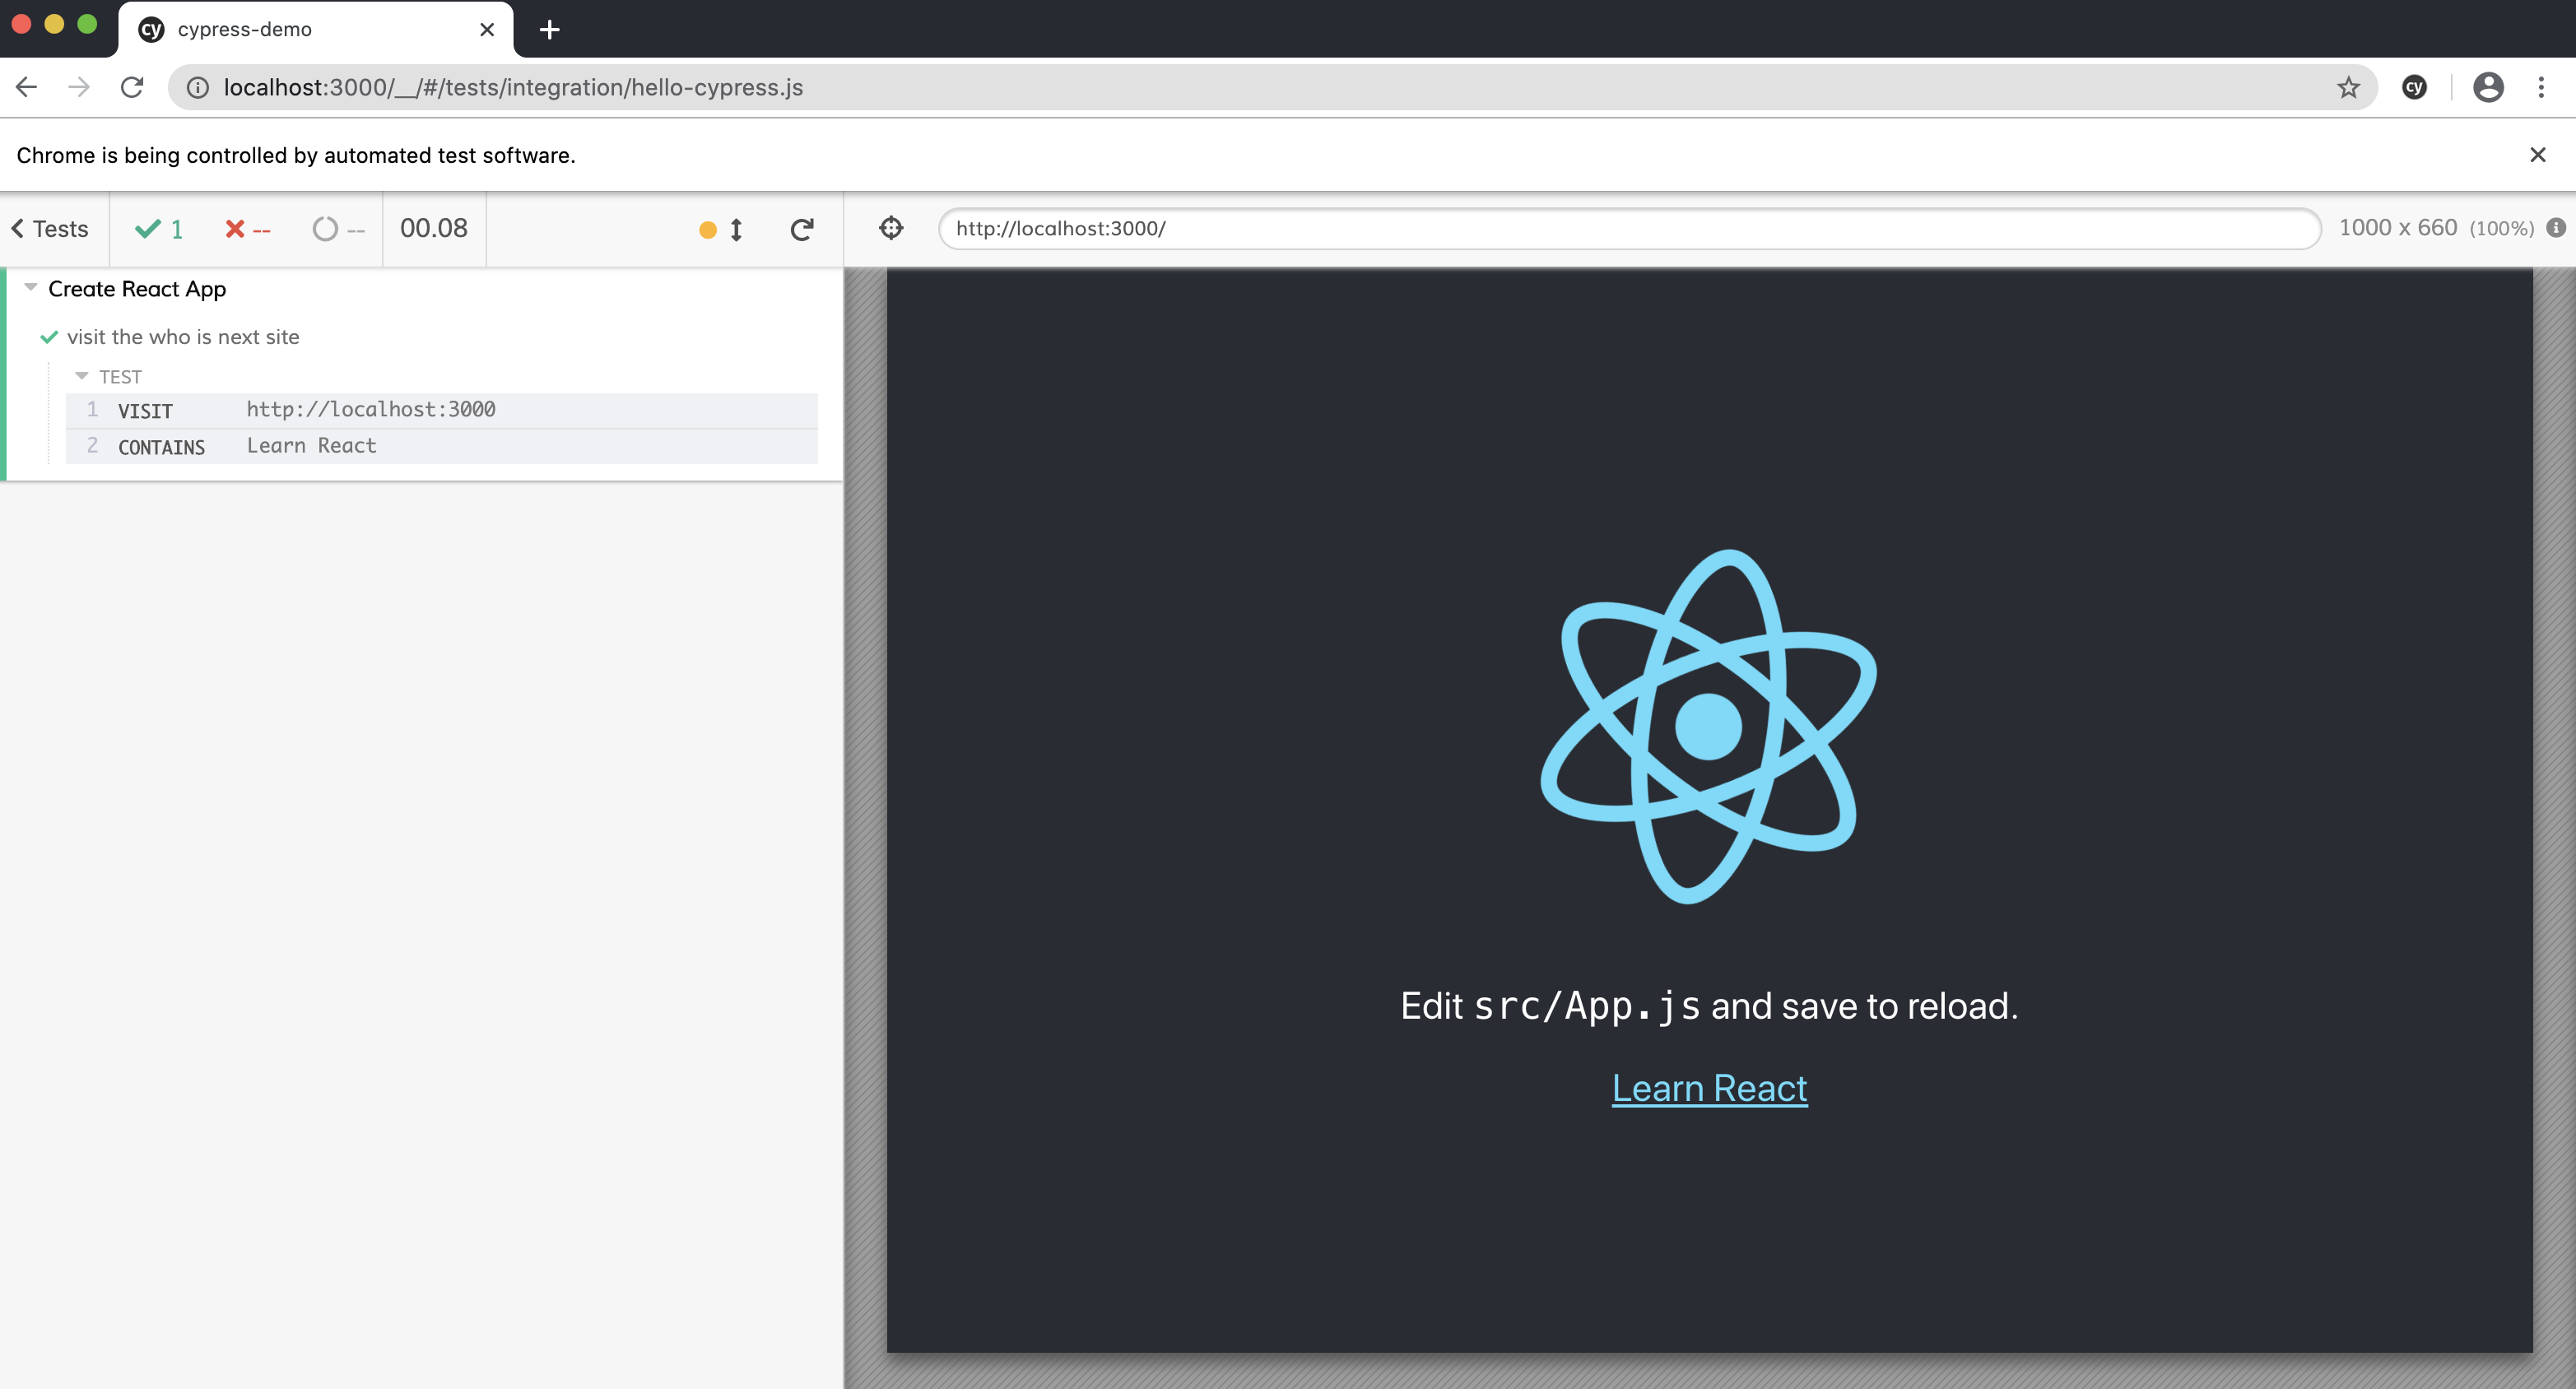 cy cypress-demo
localhost:3000/__/#/tests/integration/hello-cypress.js cy
Chrome is being controlled by automated test software.
Tests 1 -- -- 00.08 http://localhost:3000/ 1000 x 660 (100%)
Create React App
visit the who is next site
TEST
1 VISIT http://localhost:3000
2 CONTAINS Learn React
Edit src/App.js and save to reload.
Learn React